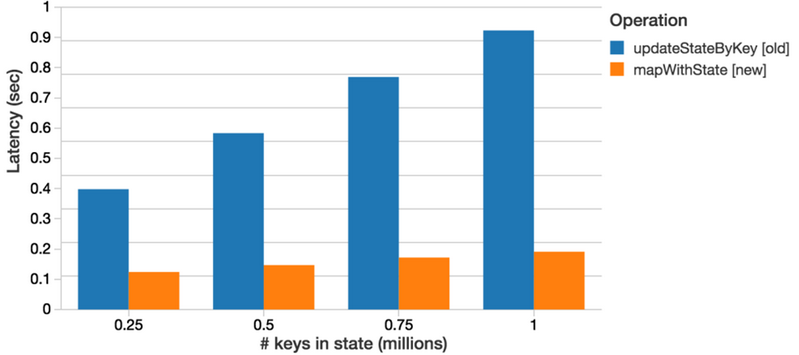 1
0.9
0.8
0.7
0.6
0.5
0.4
0.3
0.2
0.1
0
Latency (sec)
0.25 0.5 0.75 1
# keys in state (millions)
Operation
updateStateByKey [old]
mapWithState [new]